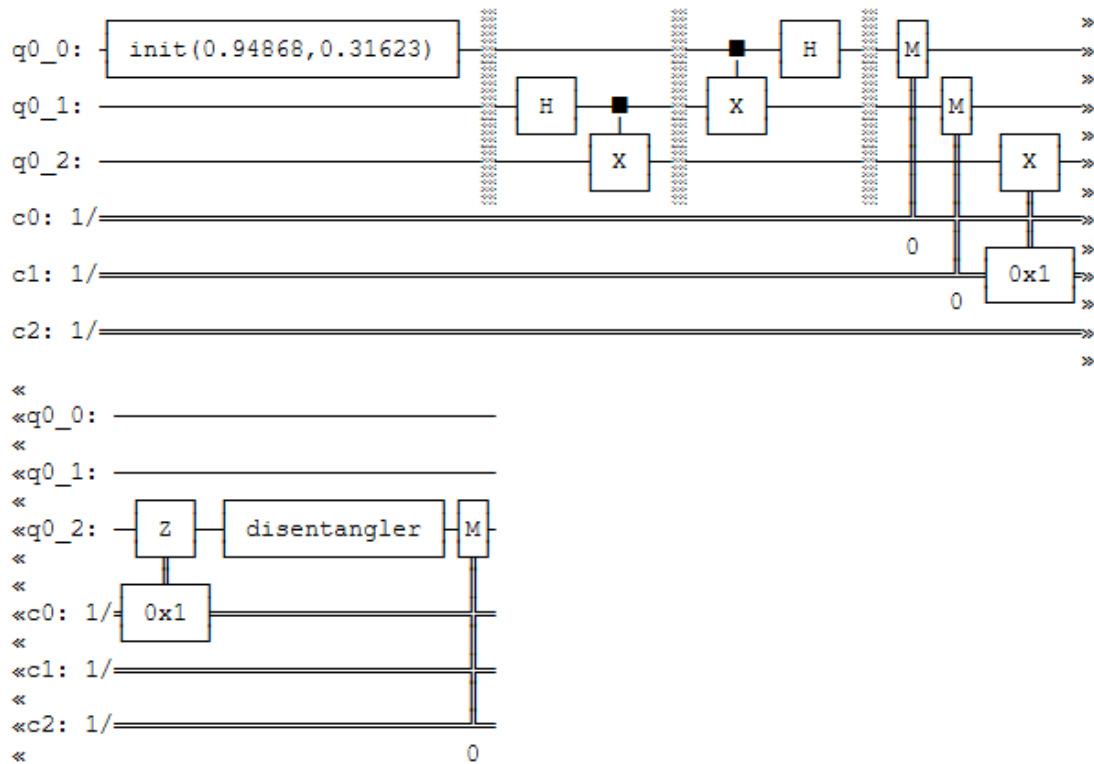 »
q0_0: init(0.94868,0.31623) ■ H M »
»
q0_1: H ■ X M »
»
q0_2: X X »
»
c0: 1/ »
0 »
c1: 1/ 0x1 »
0 »
c2: 1/ »
»
«
«q0_0:
«
«q0_1:
«
«q0_2: Z disentangler M
«
«
«c0: 1/ 0x1
«
«c1: 1/
«
«c2: 1/
« 0